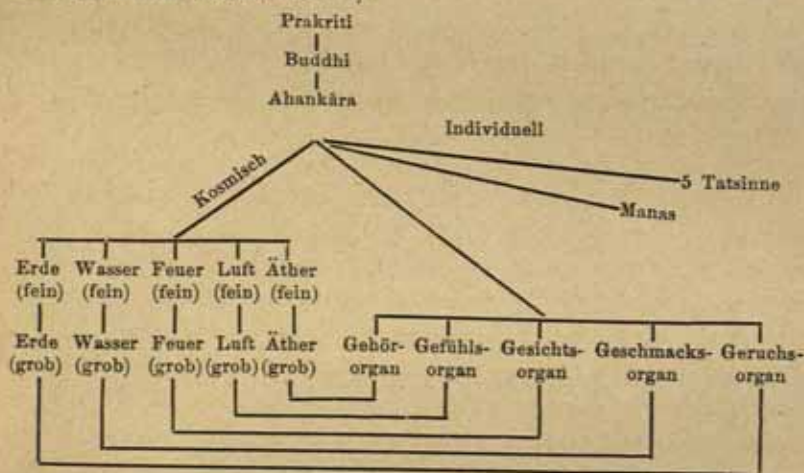 Prakriti
Buddhi
Ahankâra
Individuell
Kosmisch
5 Tatsinne
Manas
Erde Wasser Feuer Luft Äther
(fein) (fein) (fein) (fein) (fein)
Erde Wasser Feuer Luft Äther Gehör- Gefühls- Gesichts- Geschmacks- Geruchs-
(grob) (grob) (grob) (grob) (grob) organ organ organ organ organ